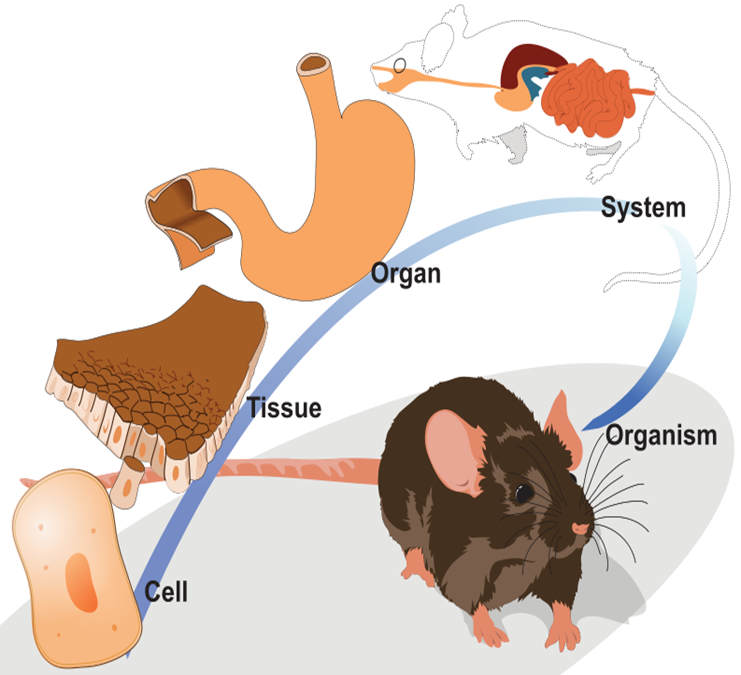 System
Organ
Tissue
Organism
Cell